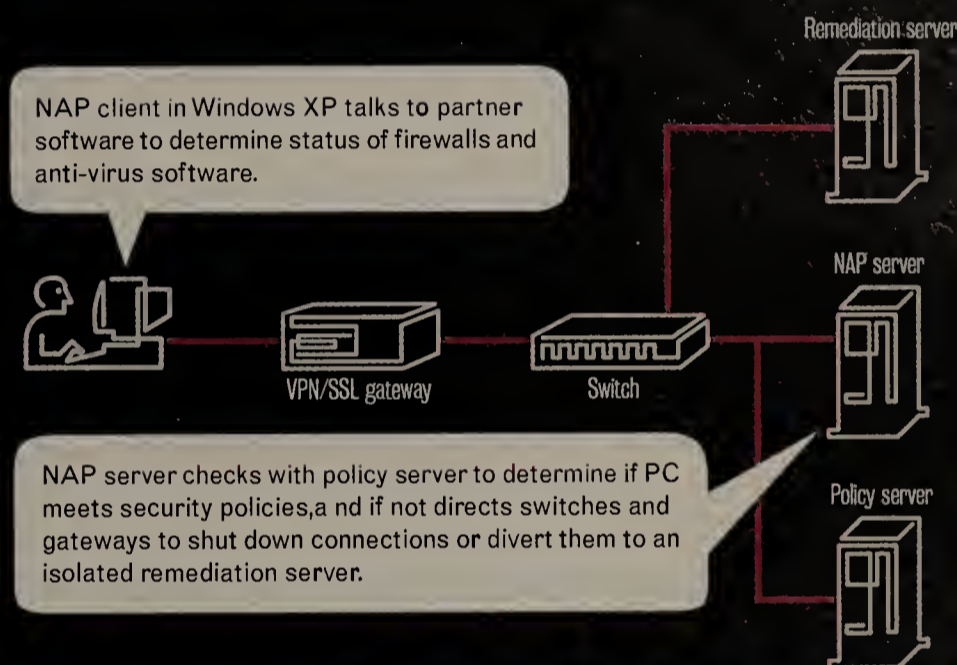 Remediation server
NAP client in Windows XP talks to partner
software to determine status of firewalls and
anti-virus software.
NAP server
VPN/SSL gateway
Switch
NAP server checks with policy server to determine if PC
meets security policies,a nd if not directs switches and
gateways to shut down connections or divert them to an
isolated remediation server.
Policy server